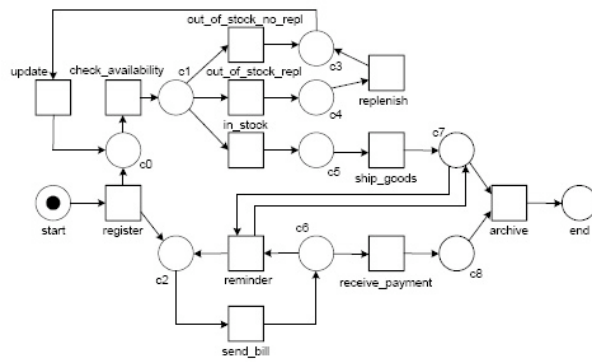 out_of_stock_no_repl
update
check_availability
c1
out_of_stock_repl
c3
in_stock
c4
replenish
c0
c5
ship_goods
c7
start
register
c6
archive
end
c2
reminder
receive_payment
c8
send_bill